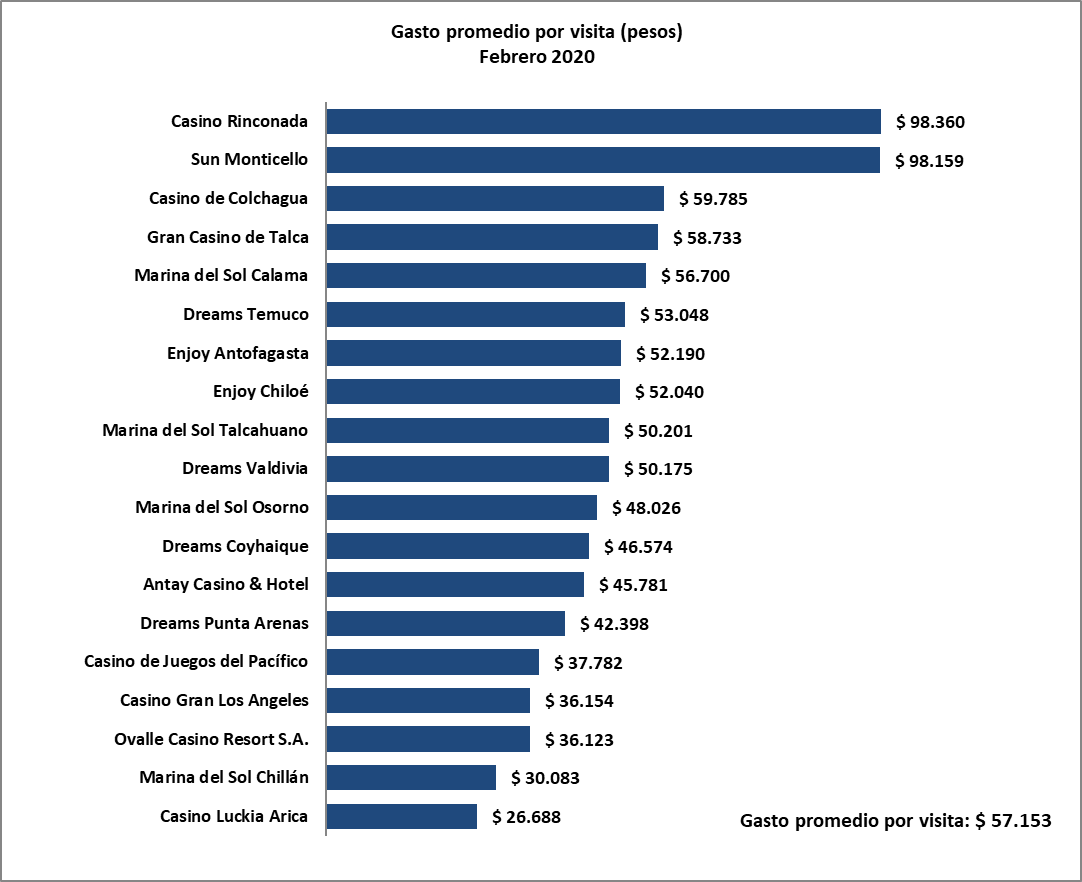 Gasto promedio por visita (pesos)
Febrero 2020
Casino Rinconada $ 98.360
Sun Monticello $ 98.159
Casino de Colchagua $ 59.785
Gran Casino de Talca $ 58.733
Marina del Sol Calama $ 56.700
Dreams Temuco $ 53.048
Enjoy Antofagasta $ 52.190
Enjoy Chiloé $ 52.040
Marina del Sol Talcahuano $ 50.201
Dreams Valdivia $ 50.175
Marina del Sol Osorno $ 48.026
Dreams Coyhaique $ 46.574
Antay Casino & Hotel $ 45.781
Dreams Punta Arenas $ 42.398
Casino de Juegos del Pacífico $ 37.782
Casino Gran Los Angeles $ 36.154
Ovalle Casino Resort S.A. $ 36.123
Marina del Sol Chillán $ 30.083
Casino Luckia Arica $ 26.688
Gasto promedio por visita: $ 57.153